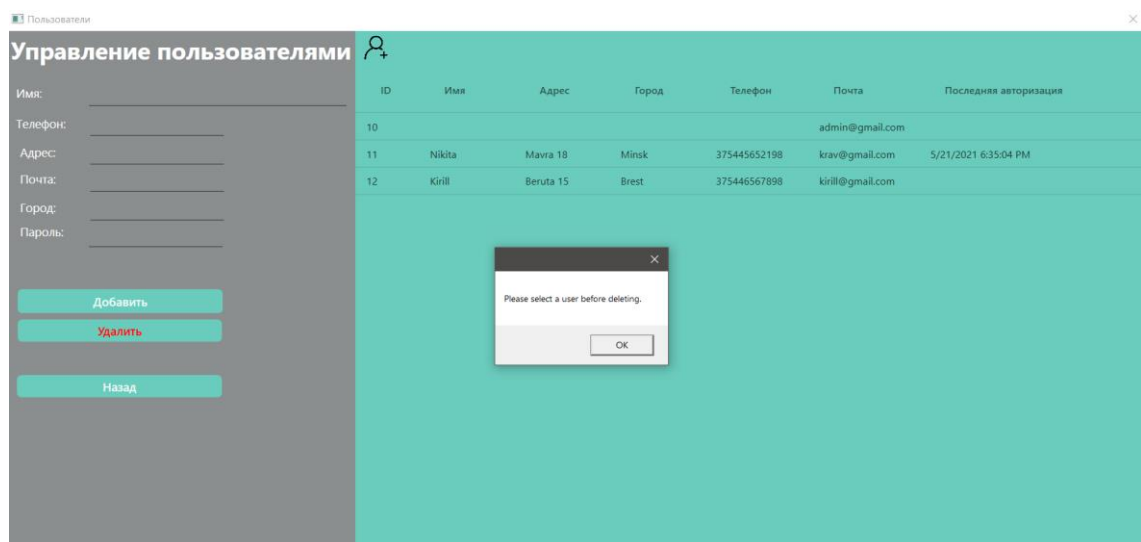 Пользователи
Управление пользователями
Имя:
Телефон:
Адрес:
Почта:
Город:
Пароль:
Добавить
Удалить
Назад
ID Имя Адрес Город Телефон Почта Последняя авторизация
10 admin@gmail.com
11 Nikita Mavra 18 Minsk 375445652198 krav@gmail.com 5/21/2021 6:35:04 PM
12 Kirill Beruta 15 Brest 375446567898 kirill@gmail.com
Please select a user before deleting.
OK